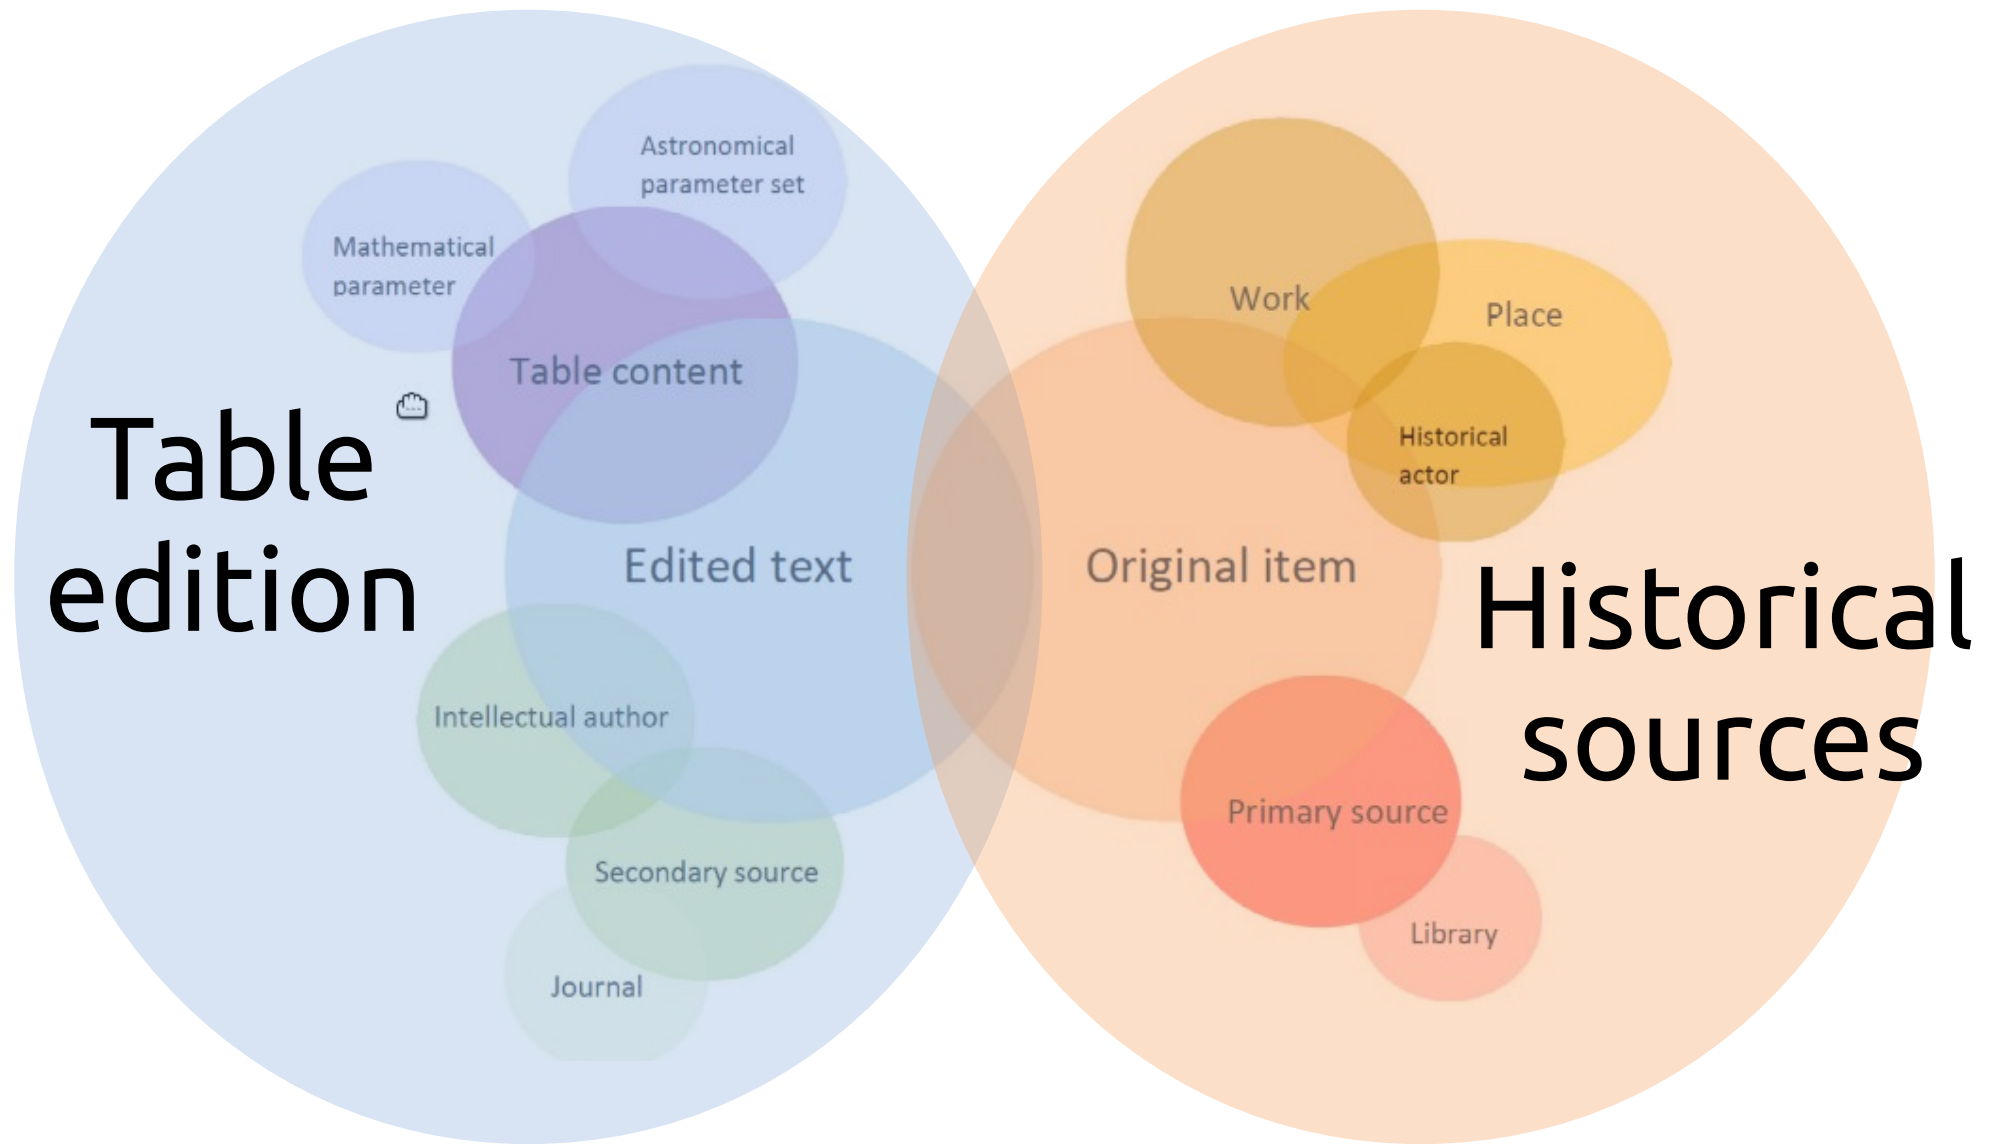 Astronomical
parameter set
Mathematical
parameter
Table content
Table
edition
Edited text
Intellectual author
Secondary source
Journal
Work
Place
Historical
actor
Original item
Historical
sources
Primary source
Library